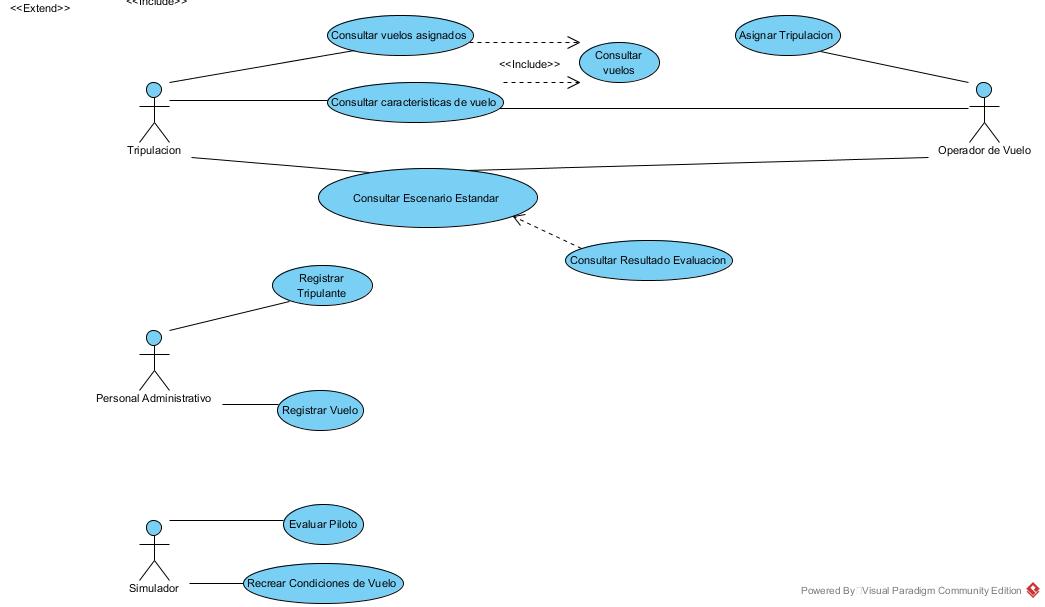 <<Extend>>
<<Include>>
Consultar vuelos asignados
Asignar Tripulacion
Consultar
vuelos
<<Include>>
Consultar caracteristicas de vuelo
Tripulacion
Operador de Vuelo
Consultar Escenario Estandar
Consultar Resultado Evaluacion
Registrar
Tripulante
Personal Administrativo
Registrar Vuelo
Evaluar Piloto
Recrear Condiciones de Vuelo
Simulador
Powered By Visual Paradigm Community Edition